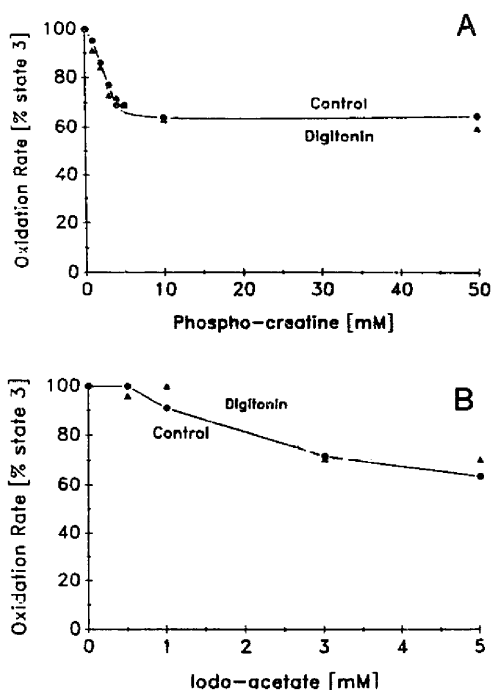 A
Oxidation Rate [% state 3]
100
80
60
40
20
0
Control
Digitonin
0 10 20 30 40 50
Phospho-creatine [mM]
B
Oxidation Rate [% state 3]
100
80
60
40
20
0
Digitonin
Control
0 1 2 3 4 5
Iodo-acetate [mM]